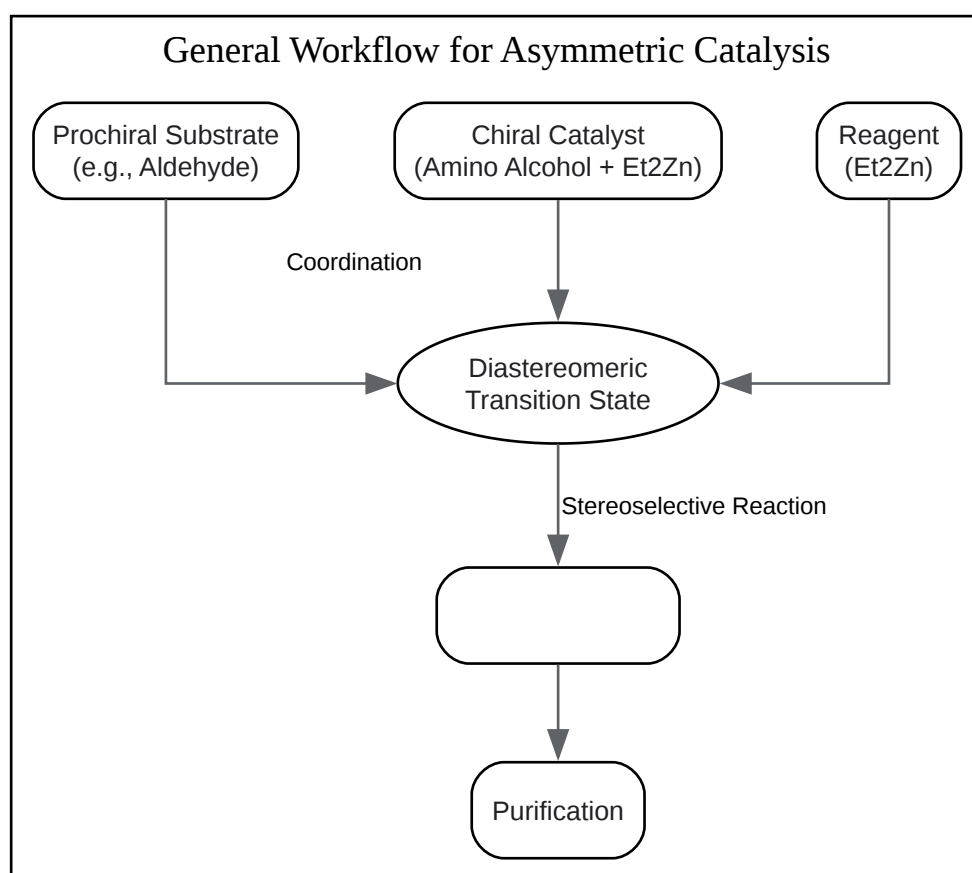 General Workflow for Asymmetric Catalysis
Prochiral Substrate
(e.g., Aldehyde)
Chiral Catalyst
(Amino Alcohol + Et2Zn)
Reagent
(Et2Zn)
Coordination
Diastereomeric
Transition State
Stereoselective Reaction
Purification